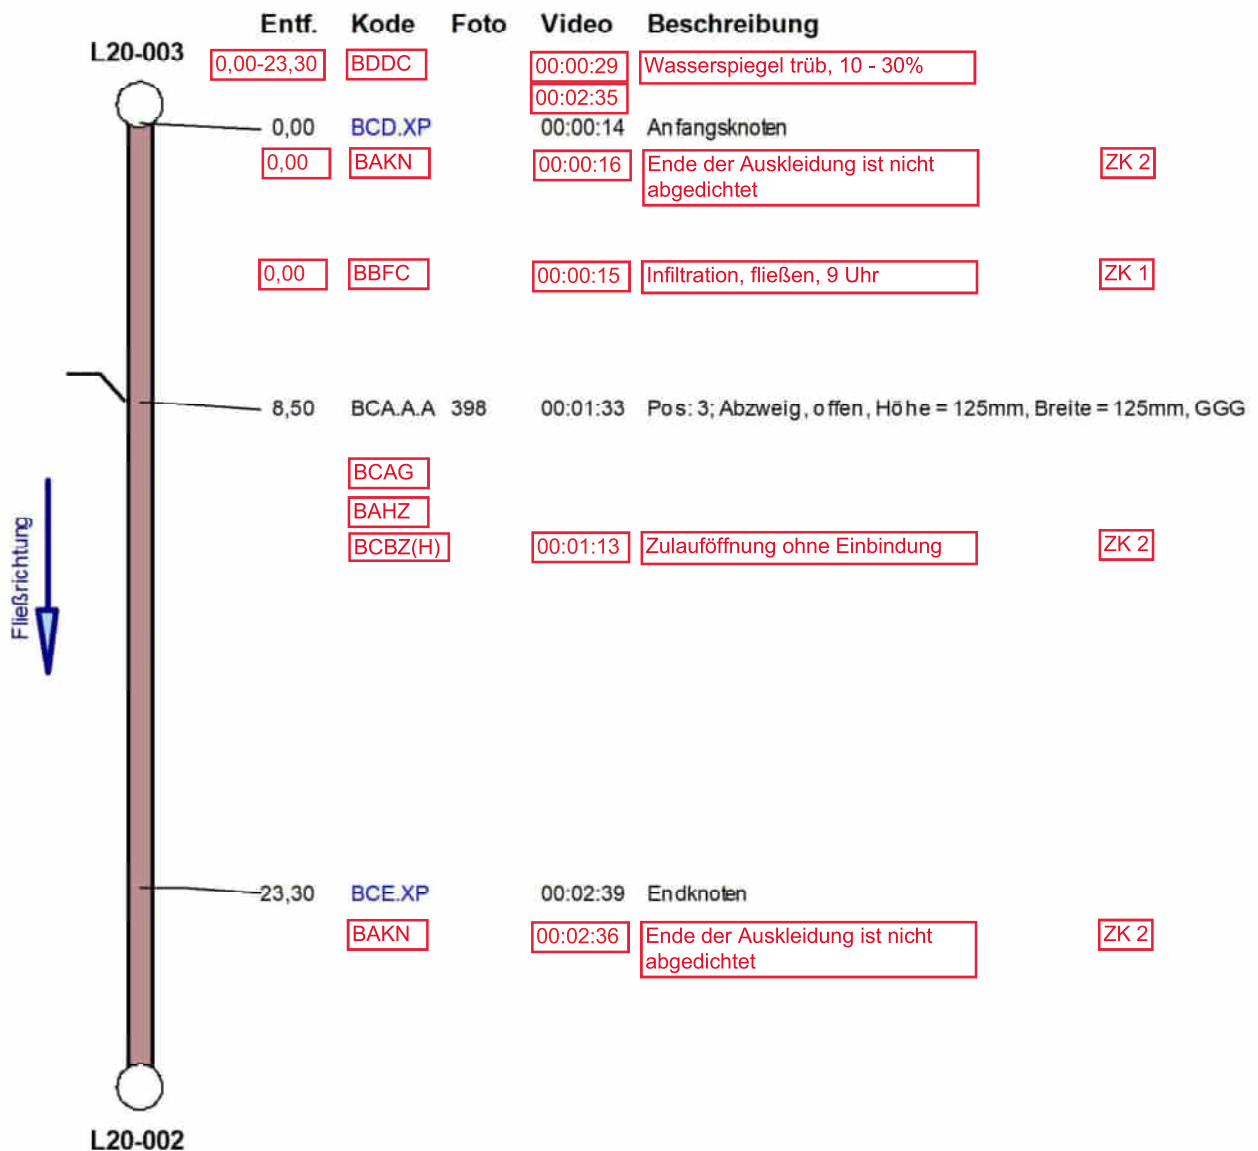 Entf. Kode Foto Video Beschreibung
L20-003
0,00-23,30 BDDC 00:00:29 Wasserspiegel trüb, 10 - 30%
00:02:35
0,00 BCD.XP 00:00:14 Anfangsknoten
0,00 BAKN 00:00:16 Ende der Auskleidung ist nicht ZK 2
abgedichtet
0,00 BBFC 00:00:15 Infiltration, fließen, 9 Uhr ZK 1
8,50 BCA.A.A 398 00:01:33 Pos: 3; Abzweig, offen, Höhe = 125mm, Breite = 125mm, GGG
BCAG
BAHZ
BCBZ(H) 00:01:13 Zulauföffnung ohne Einbindung ZK 2
Fließrichtung
23,30 BCE.XP 00:02:39 Endknoten
BAKN 00:02:36 Ende der Auskleidung ist nicht ZK 2
abgedichtet
L20-002